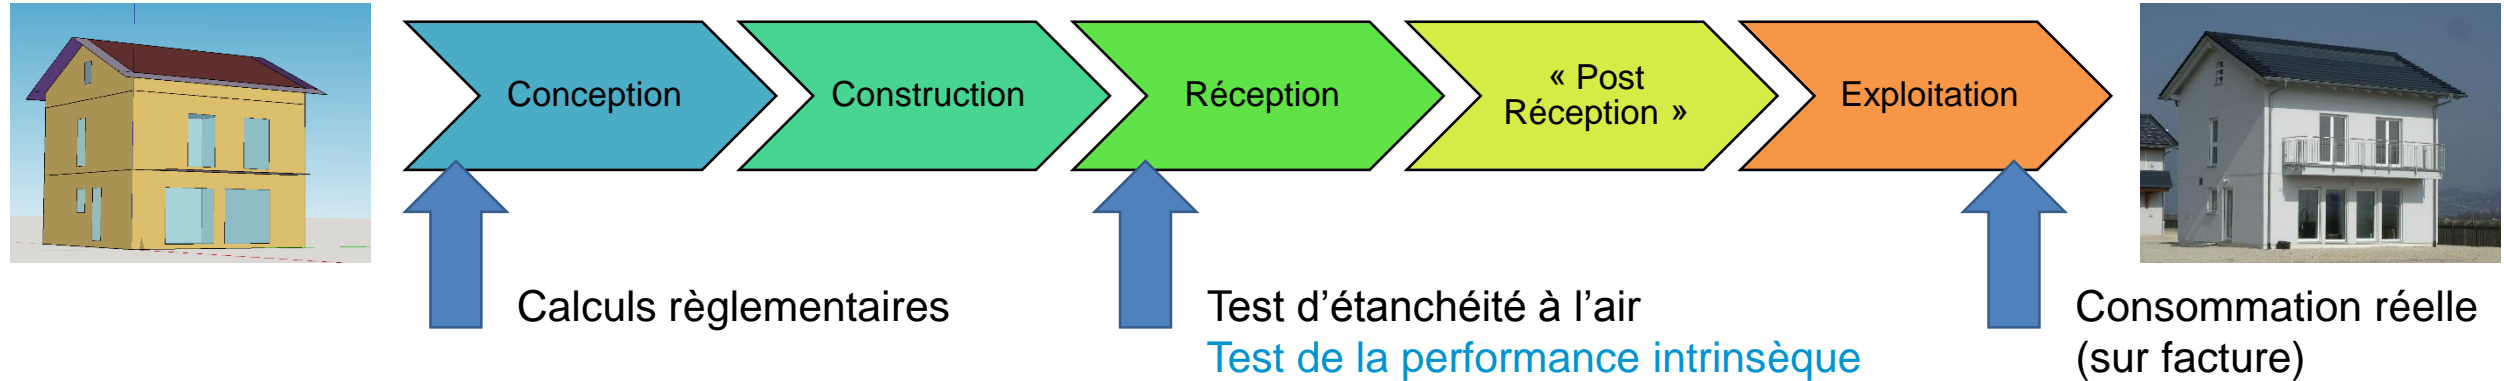 Conception
Construction
Réception
« Post
Réception »
Exploitation
Calculs règlementaires
Test d’étanchéité à l’air
Test de la performance intrinsèque
Consommation réelle
(sur facture)